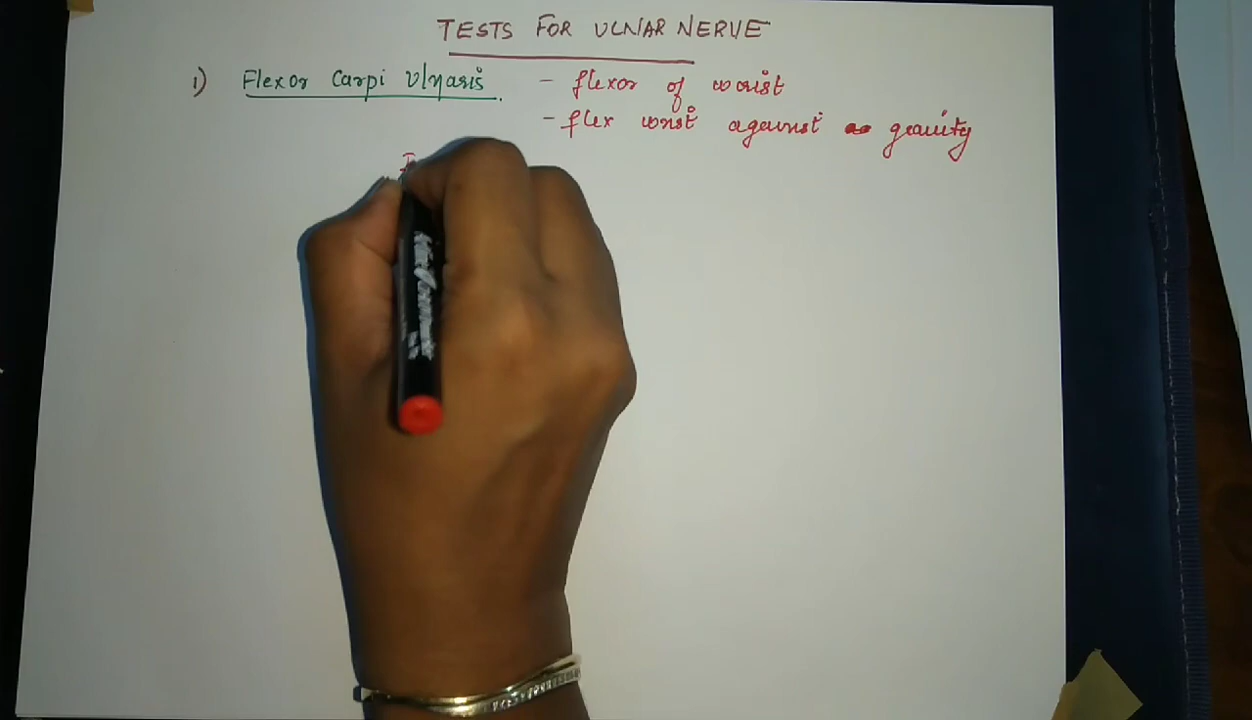 TESTS FOR ULNAR NERVE
1) Flexor Carpi Ulnaris - flexor of wrist
- flex wrist against gravity